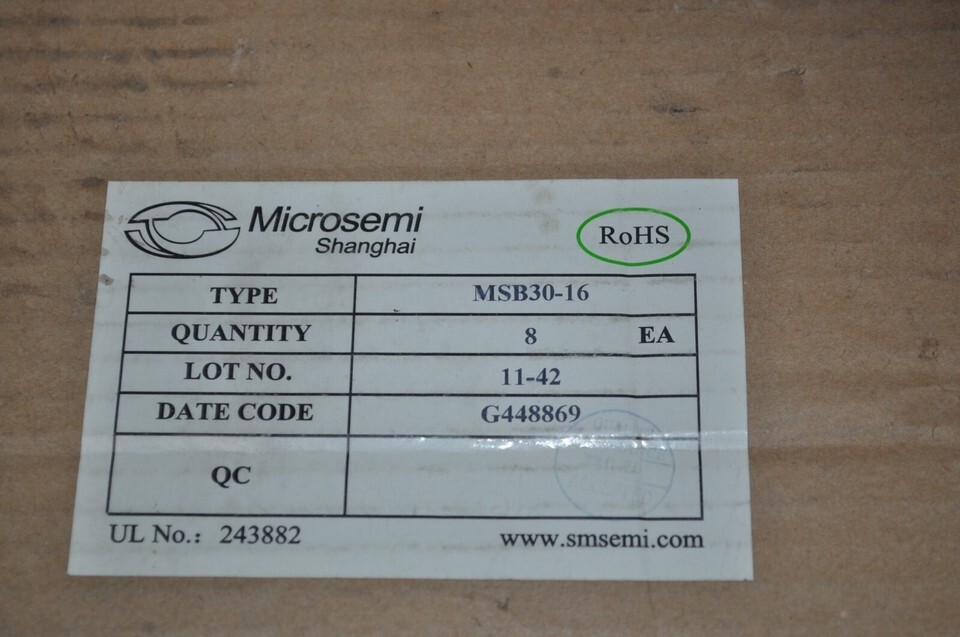 Microsemi
Shanghai
RoHS
TYPE MSB30-16
QUANTITY 8 EA
LOT NO. 11-42
DATE CODE G448869
QC
UL No.: 243882 www.smsemi.com